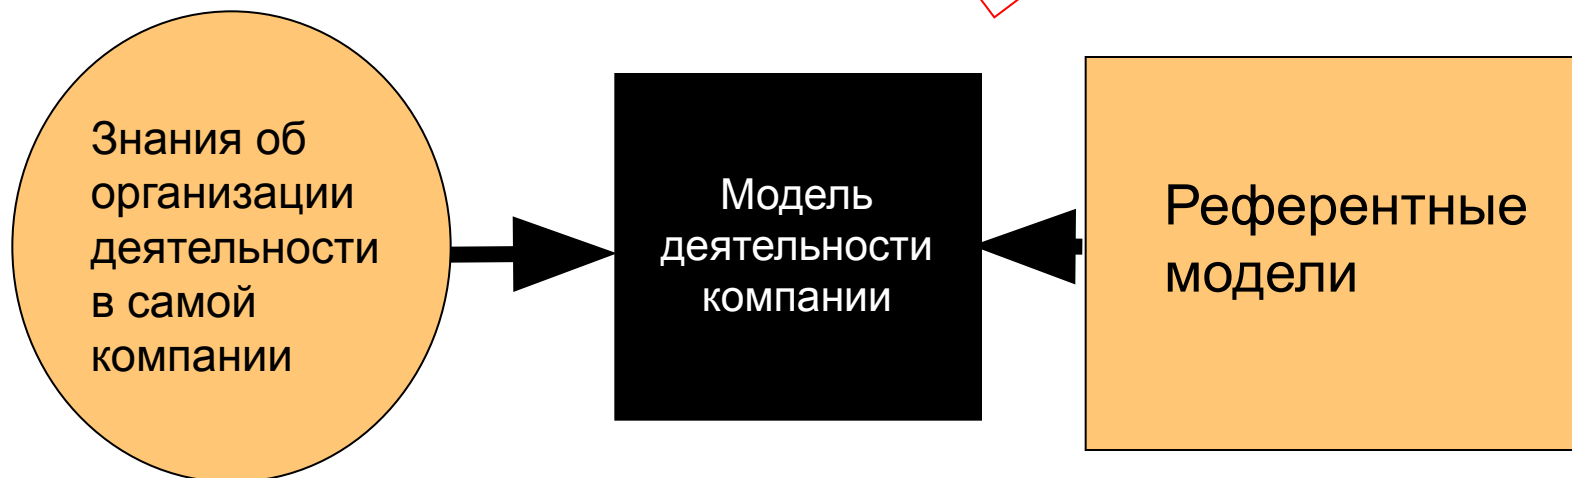 Знания об
организации
деятельности
в самой
компании
Модель
деятельности
компании
Референтные
модели